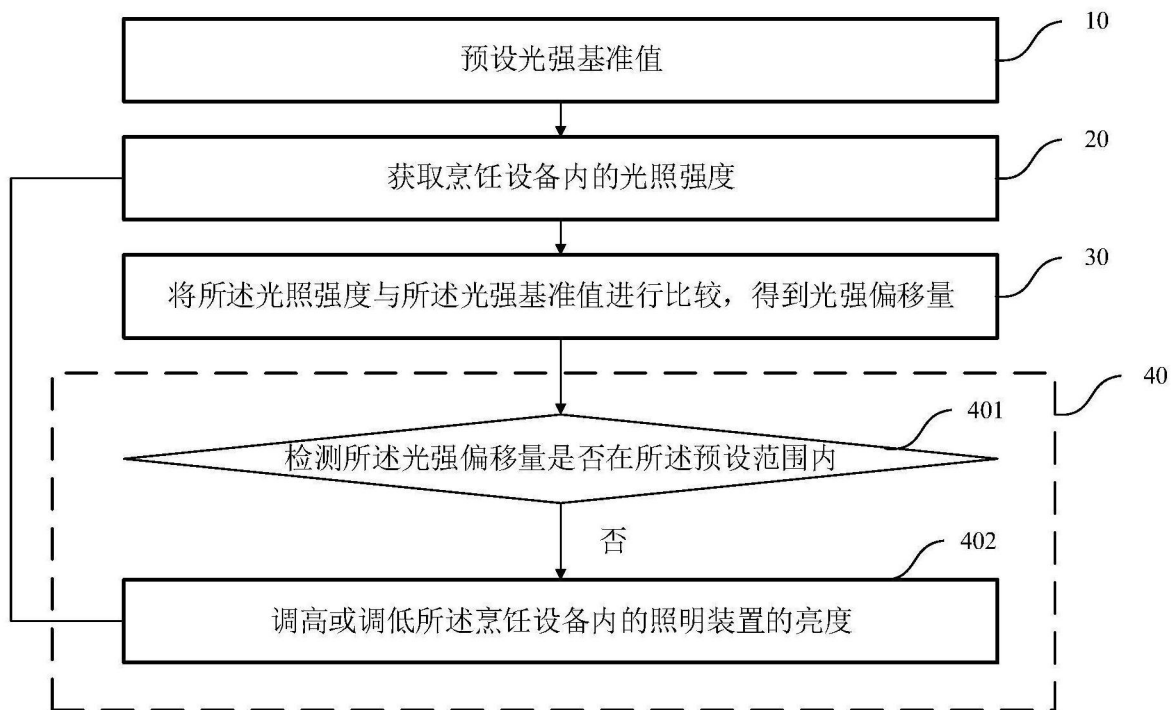 预设光强基准值
10
获取烹饪设备内的光照强度
20
将所述光照强度与所述光强基准值进行比较，得到光强偏移量
30
40
检测所述光强偏移量是否在所述预设范围内
401
否
402
调高或调低所述烹饪设备内的照明装置的亮度